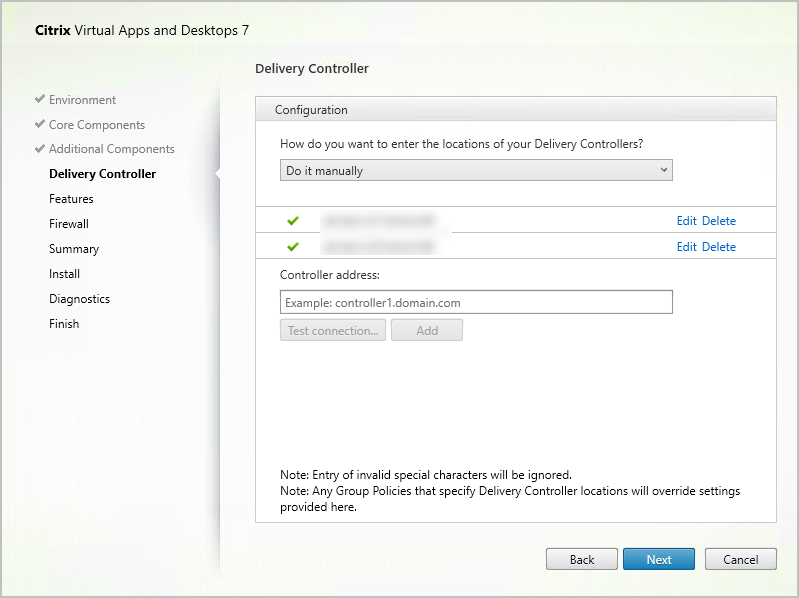 Citrix Virtual Apps and Desktops 7
Delivery Controller
Environment
Core Components
Additional Components
Delivery Controller
Features
Firewall
Summary
Install
Diagnostics
Finish
Configuration
How do you want to enter the locations of your Delivery Controllers?
Do it manually
Edit Delete
Edit Delete
Controller address:
Example: controller1.domain.com
Test connection... Add
Note: Entry of invalid special characters will be ignored.
Note: Any Group Policies that specify Delivery Controller locations will override settings
provided here.
Back Next Cancel